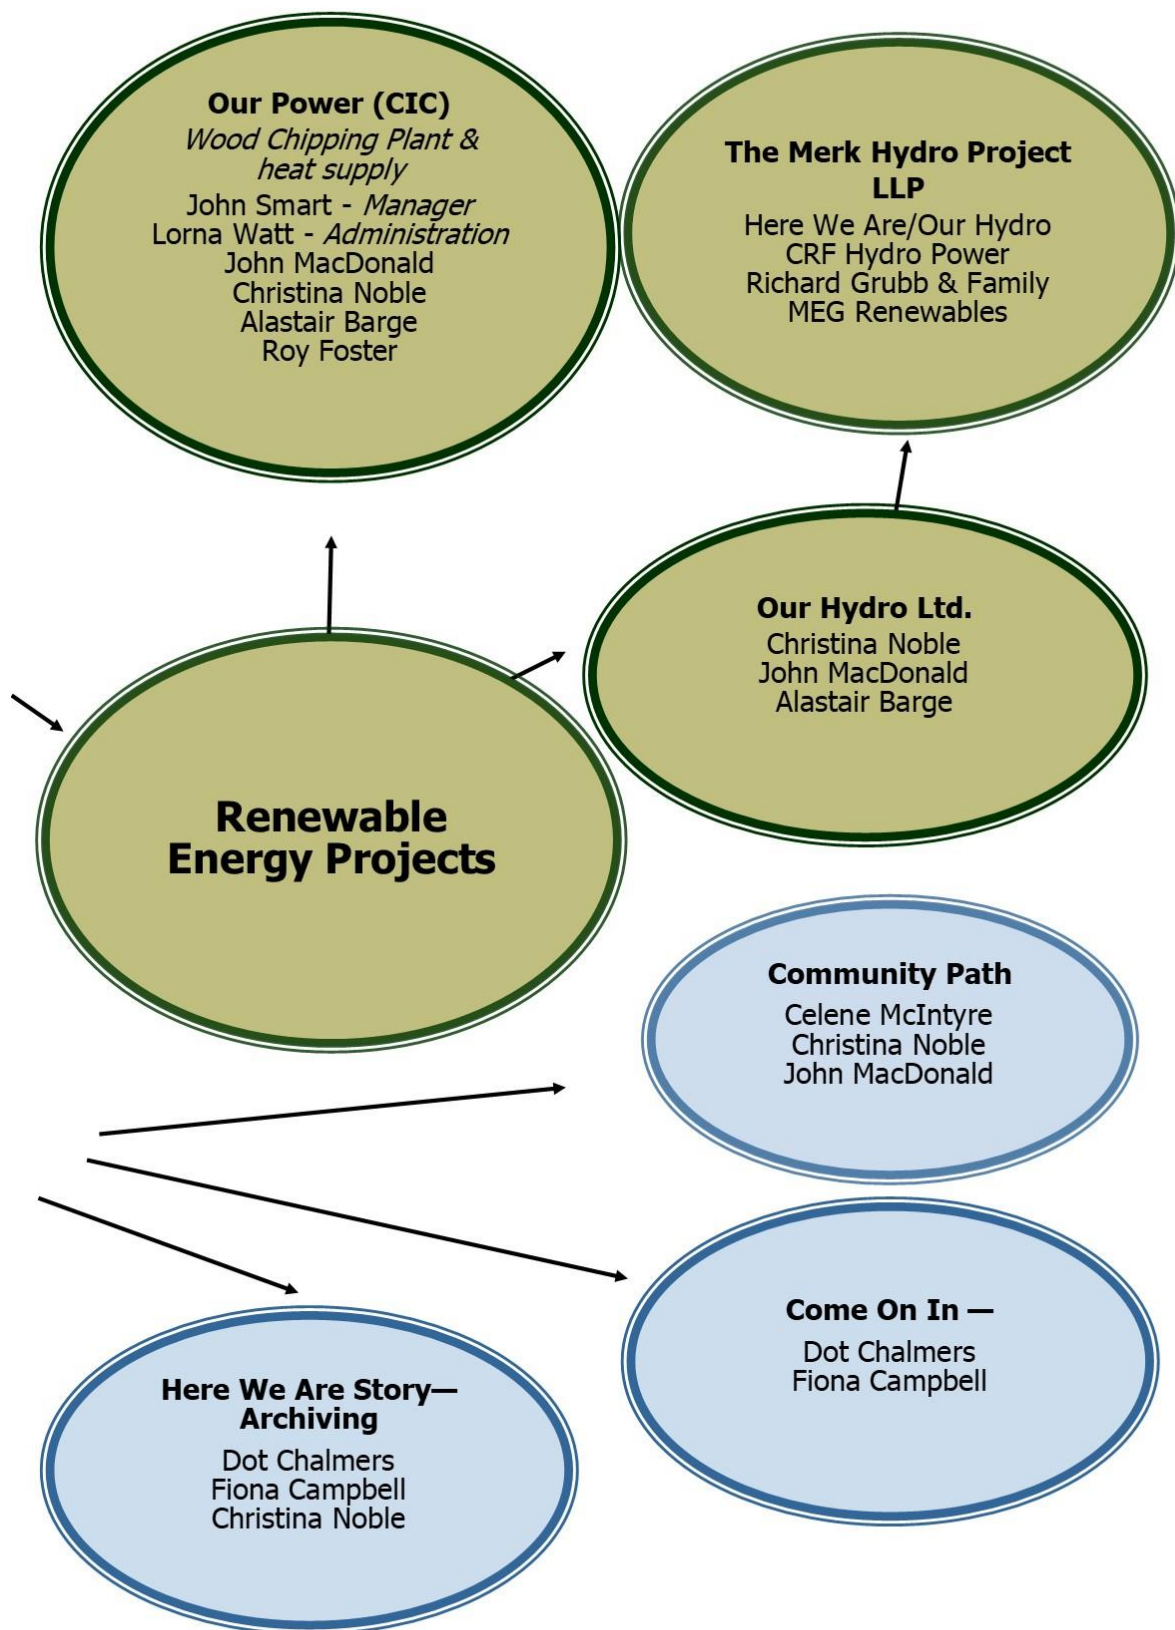 Our Power (CIC)
Wood Chipping Plant &
heat supply
John Smart - Manager
Lorna Watt - Administration
John MacDonald
Christina Noble
Alastair Barge
Roy Foster
The Merk Hydro Project
LLP
Here We Are/Our Hydro
CRF Hydro Power
Richard Grubb & Family
MEG Renewables
Our Hydro Ltd.
Christina Noble
John MacDonald
Alastair Barge
Renewable
Energy Projects
Community Path
Celene McIntyre
Christina Noble
John MacDonald
Come On In —
Dot Chalmers
Fiona Campbell
Here We Are Story—
Archiving
Dot Chalmers
Fiona Campbell
Christina Noble